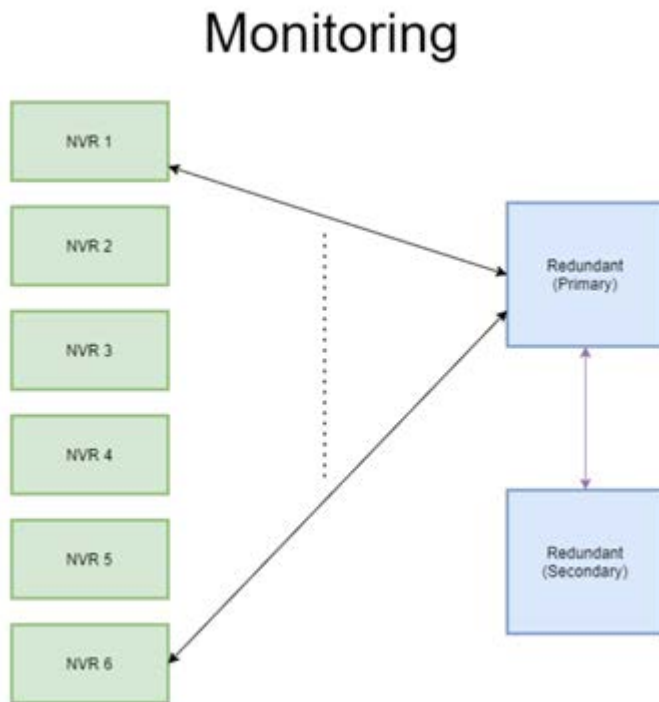 Monitoring
NVR 1
NVR 2
NVR 3
NVR 4
NVR 5
NVR 6
Redundant
(Primary)
Redundant
(Secondary)